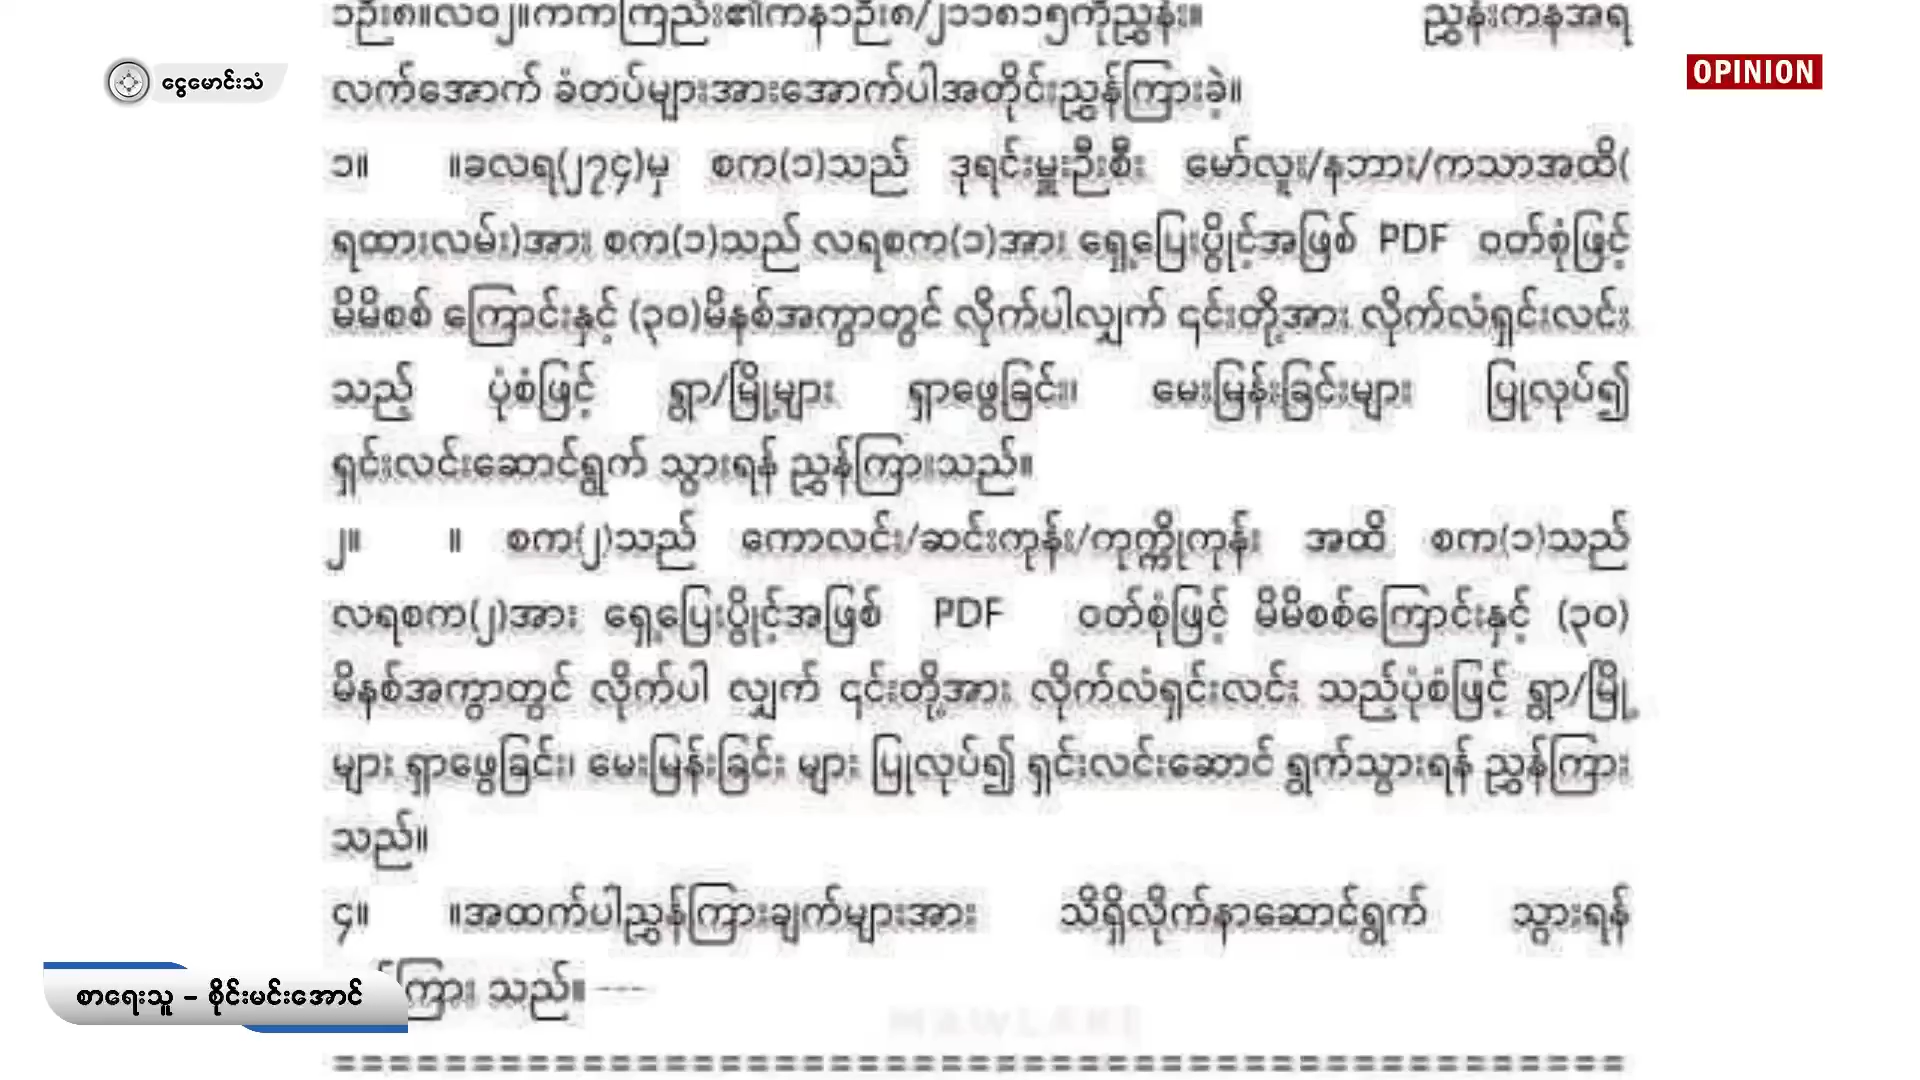 ၁ဦး၈။လ၀၂။ကကကြည်း၏ကန၁ဦး၈/၂၁၁၈၁၅ကိုညွှန်း။ ညွှန်းကနအရ
ငွေမောင်းသံ
OPINION
လက်အောက် ခံတပ်များအားအောက်ပါအတိုင်းညွှန်ကြားခဲ့။
၁။ ။ခလရ(၂၇၄)မှ စက(၁)သည် ဒုရင်းမှူးဦးစီး မော်လူး/နဘား/ကသာအထိ(
ရထားလမ်း)အား စက(၁)သည် လရစက(၁)အား ရှေ့ပြေးပွိုင့်အဖြစ် PDF ဝတ်စုံဖြင့်
မိမိစစ် ကြောင်းနှင့် (၃၀)မိနစ်အကွာတွင် လိုက်ပါလျှက် ၎င်းတို့အား လိုက်လံရှင်းလင်း
သည့် ပုံစံဖြင့် ရွာ/မြို့များ ရှာဖွေခြင်း၊ မေးမြန်းခြင်းများ ပြုလုပ်၍
ရှင်းလင်းဆောင်ရွက် သွားရန် ညွှန်ကြားသည်။
၂။ ။ စက(၂)သည် ကောလင်း/ဆင်းကုန်း/ကုက္ကိုကုန်း အထိ စက(၁)သည်
လရစက(၂)အား ရှေ့ပြေးပွိုင့်အဖြစ် PDF ဝတ်စုံဖြင့် မိမိစစ်ကြောင်းနှင့် (၃၀)
မိနစ်အကွာတွင် လိုက်ပါ လျှက် ၎င်းတို့အား လိုက်လံရှင်းလင်း သည့်ပုံစံဖြင့် ရွာ/မြို့
များ ရှာဖွေခြင်း၊ မေးမြန်းခြင်း များ ပြုလုပ်၍ ရှင်းလင်းဆောင် ရွက်သွားရန် ညွှန်ကြား
သည်။
၄။ ။အထက်ပါညွှန်ကြားချက်များအား သိရှိလိုက်နာဆောင်ရွက် သွားရန်
သည်။ ---
စာရေးသူ – စိုင်းမင်းအောင်
MAWLAKE